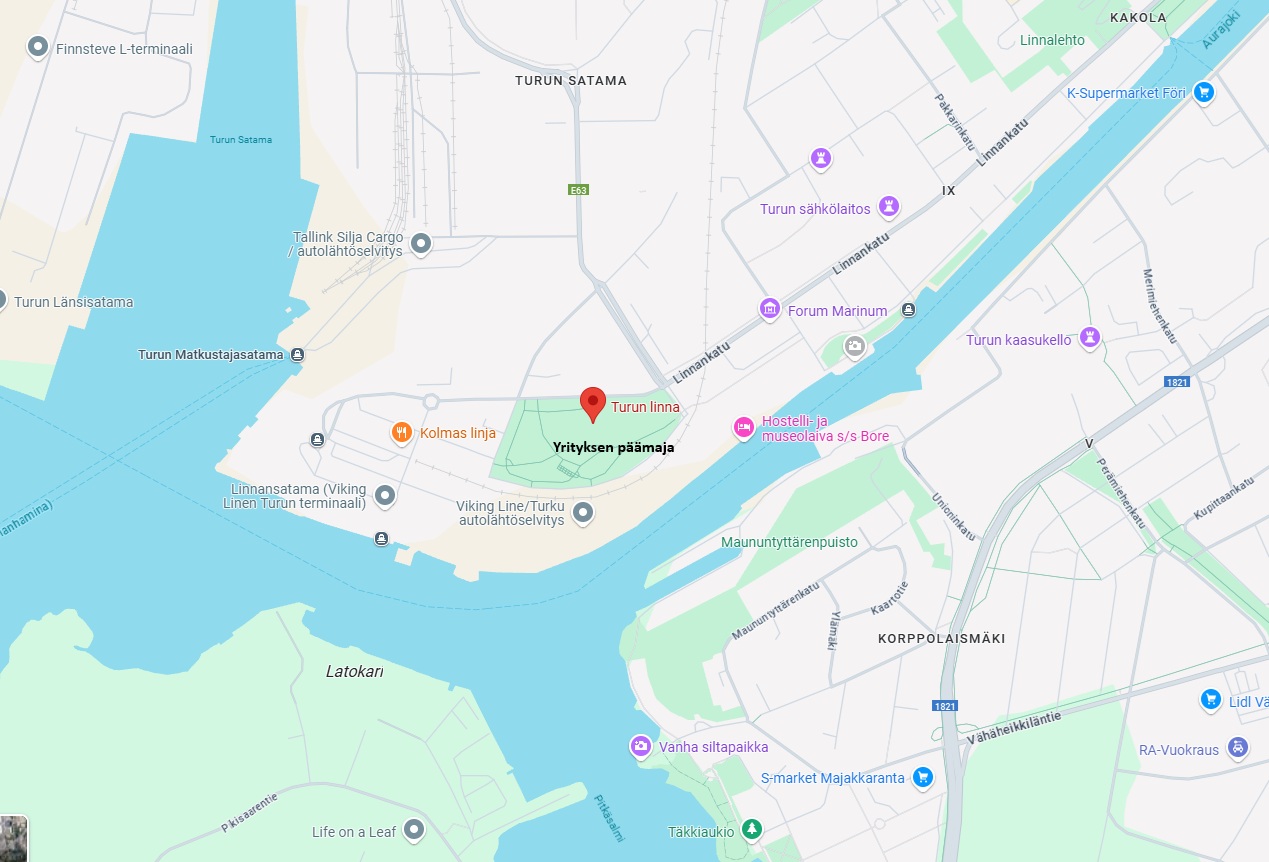 KAKOLA
Aurajoki
Linnalehto
Finnsteve L-terminaali
TURUN SATAMA
K-Supermarket Föri
Pakkarinkatu
Linnankatu
Turun Satama
E63
IX
Turun sähkölaitos
Tallink Silja Cargo
/ autolähtöselvitys
Linnankatu
Turun Länsisatama
Forum Marinum
Merimiehenkatu
Turun kaasukello
Turun Matkustajasatama
Linnankatu
1821
Turun linna
Kolmas linja
Hostelli- ja
museolaiva s/s Bore
Yrityksen päämaja
V
Perämiehenkatu
Kupittaankatu
Linnansatama (Viking
Linen Turun terminaali)
Viking Line/Turku
autolähtöselvitys
Unioninkatu
anhamina)
Maununtyttärenpuisto
Maununtyttärenkatu
Kaartotie
Ylämäki
KORPPOLAISMÄKI
Latokari
1821
Vähäheikkiläntie
Lidl Vä
Vanha siltapaikka
RA-Vuokraus
S-market Majakkaranta
Pitkäsalmi
P kisaarentie
Life on a Leaf
Täkkiaukio